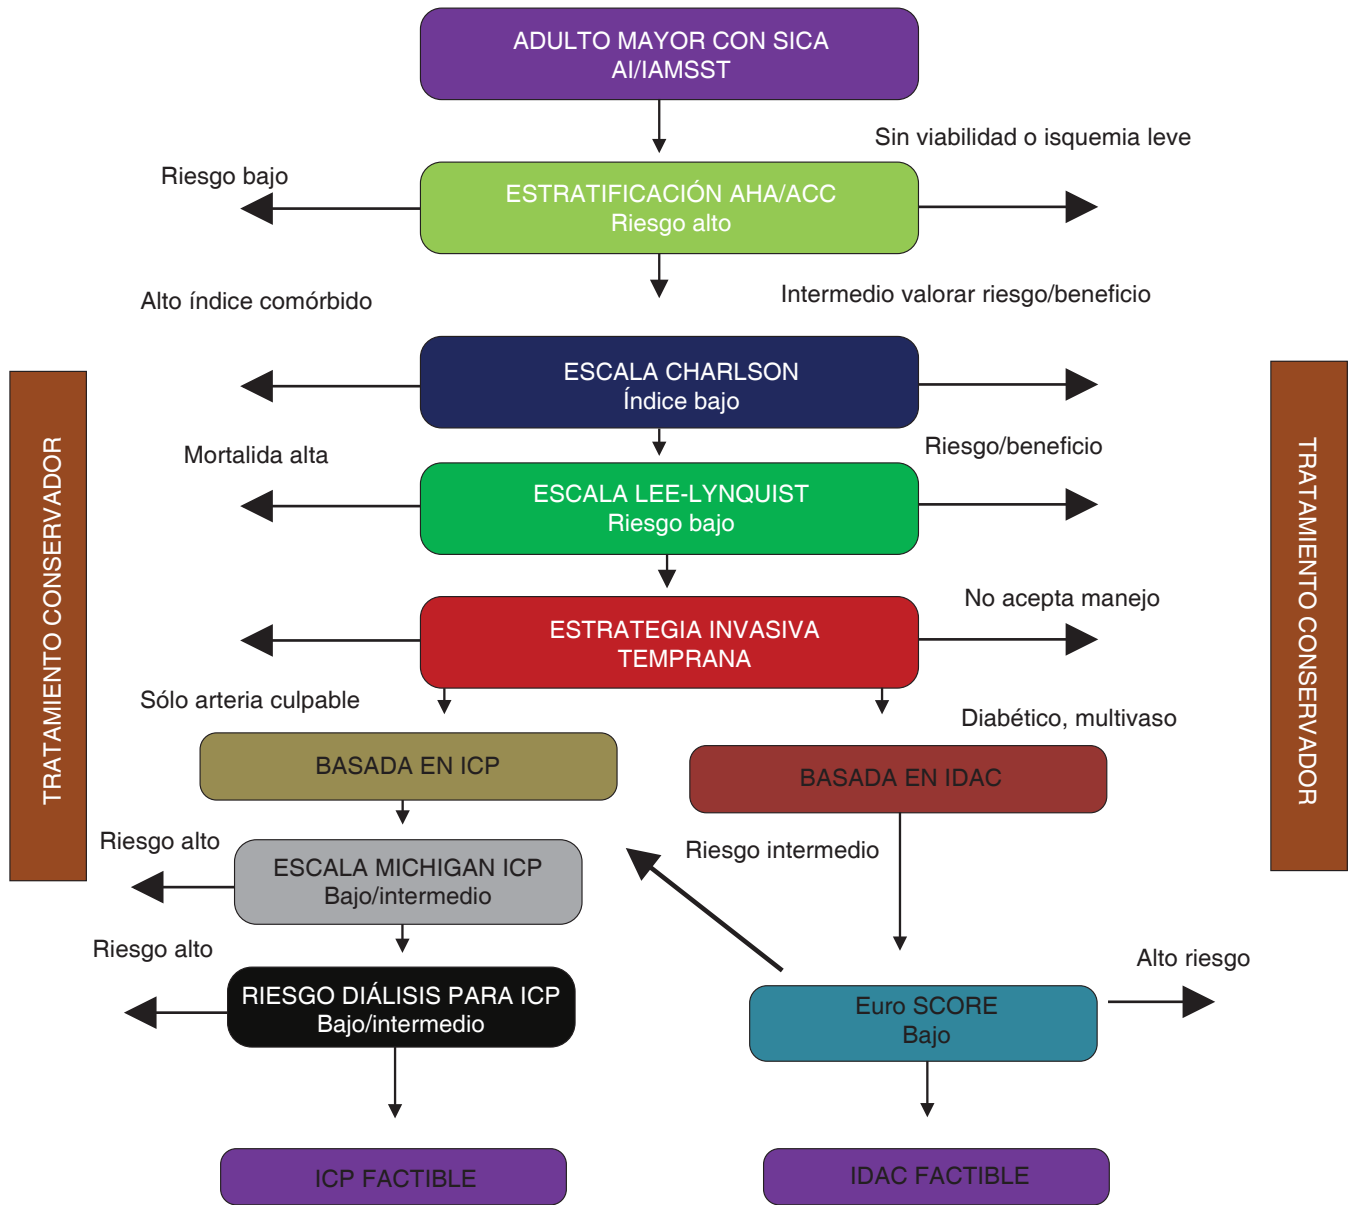 ADULTO MAYOR CON SICA
AI/IAMSST
Sin viabilidad o isquemia leve
Riesgo bajo
ESTRATIFICACIÓN AHA/ACC
Riesgo alto
Alto índice comórbido
Intermedio valorar riesgo/beneficio
ESCALA CHARLSON
Índice bajo
Mortalida alta
Riesgo/beneficio
ESCALA LEE-LYNQUIST
Riesgo bajo
TRATAMIENTO CONSERVADOR
TRATAMIENTO CONSERVADOR
No acepta manejo
ESTRATEGIA INVASIVA
TEMPRANA
Sólo arteria culpable
Diabético, multivaso
BASADA EN ICP
BASADA EN IDAC
Riesgo alto
Riesgo intermedio
ESCALA MICHIGAN ICP
Bajo/intermedio
Riesgo alto
Alto riesgo
RIESGO DIÁLISIS PARA ICP
Bajo/intermedio
Euro SCORE
Bajo
ICP FACTIBLE
IDAC FACTIBLE